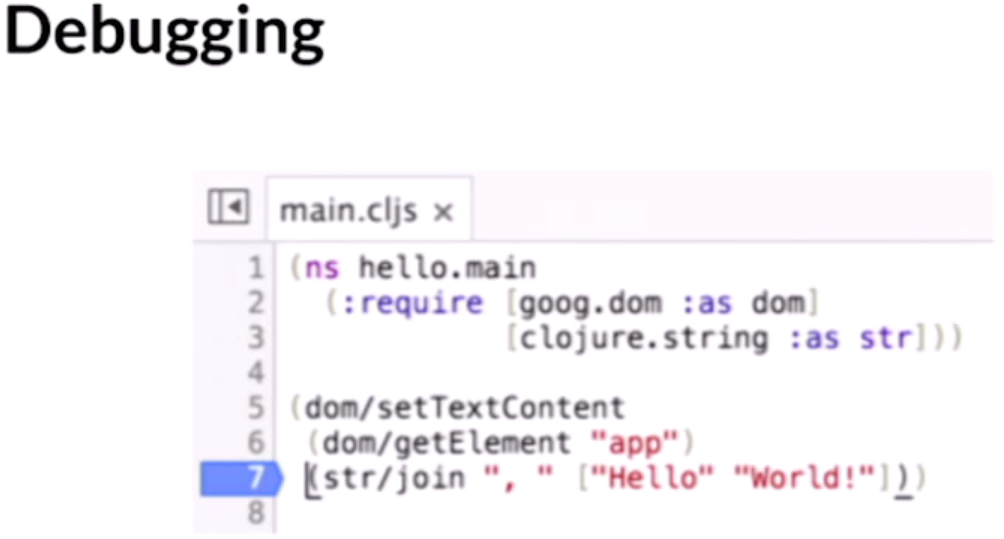 Debugging
main.cljs ×
1 (ns hello.main
2 (:require [goog.dom :as dom]
3 [clojure.string :as str]))
4
5 (dom/setTextContent
6 (dom/getElement "app")
7 (str/join ", " ["Hello" "World!"]))
8